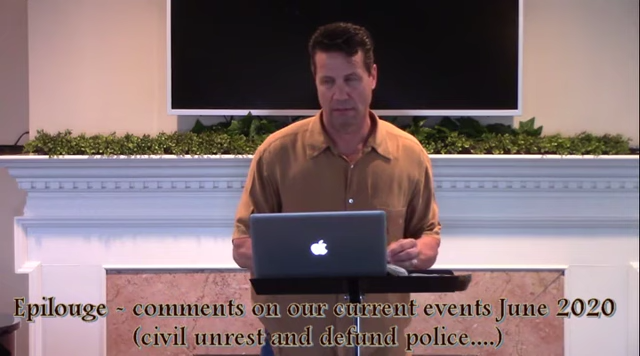 Epilouge - comments on our current events June 2020
(civil unrest and defund police....)